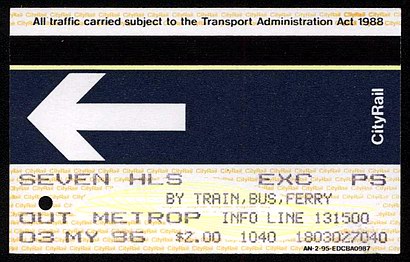 All traffic carried subject to the Transport Administration Act 1988
CityRail
SEVEN HLS EXC PS
BY TRAIN,BUS,FERRY
OUT METROP INFO LINE 131500
03 MY 96 $2.00 1040 1803027040
AN-2-95-EDCBA0987